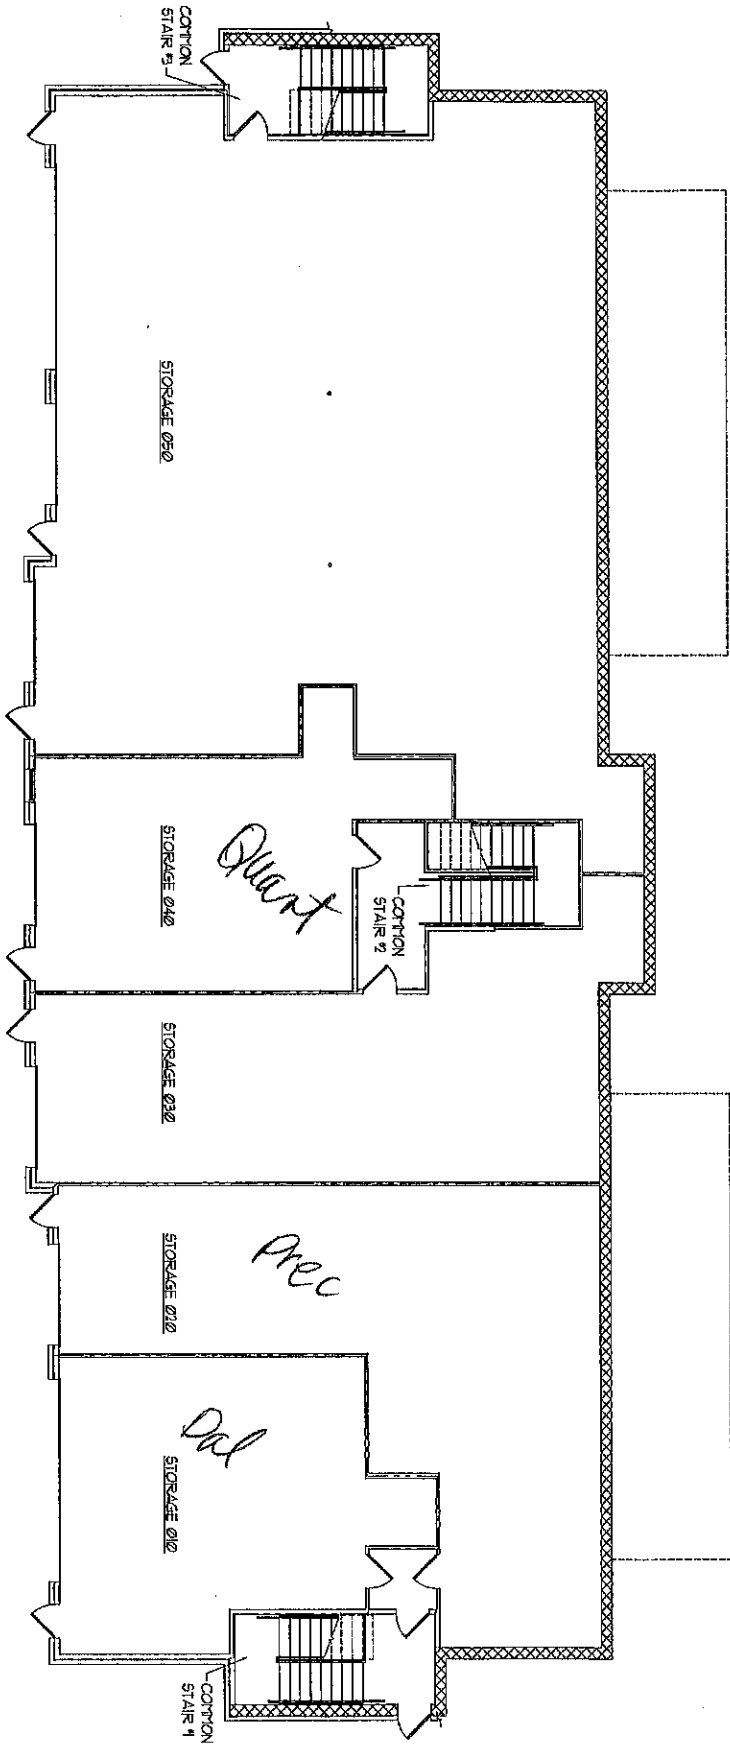 COMMON
STAIR #3
STORAGE 050
Quant
STORAGE 040
COMMON
STAIR #2
STORAGE 030
Prec
STORAGE 020
Dal
STORAGE 010
COMMON
STAIR #1